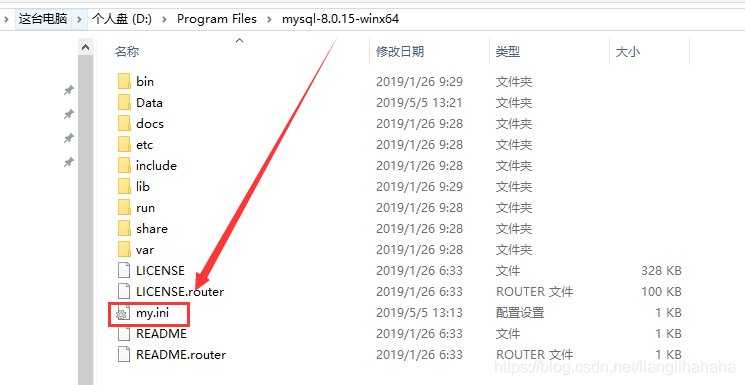 这台电脑 > 个人盘 (D:) > Program Files > mysql-8.0.15-winx64
名称 修改日期 类型 大小
bin 2019/1/26 9:29 文件夹
Data 2019/5/5 13:21 文件夹
docs 2019/1/26 9:28 文件夹
etc 2019/1/26 9:28 文件夹
include 2019/1/26 9:28 文件夹
lib 2019/1/26 9:29 文件夹
run 2019/1/26 9:28 文件夹
share 2019/1/26 9:28 文件夹
var 2019/1/26 9:28 文件夹
LICENSE 2019/1/26 6:33 文件 328 KB
LICENSE.router 2019/1/26 6:33 ROUTER 文件 100 KB
my.ini 2019/5/5 13:13 配置设置 1 KB
README 2019/1/26 6:33 文件 1 KB
README.router 2019/1/26 6:33 ROUTER 文件 1 KB